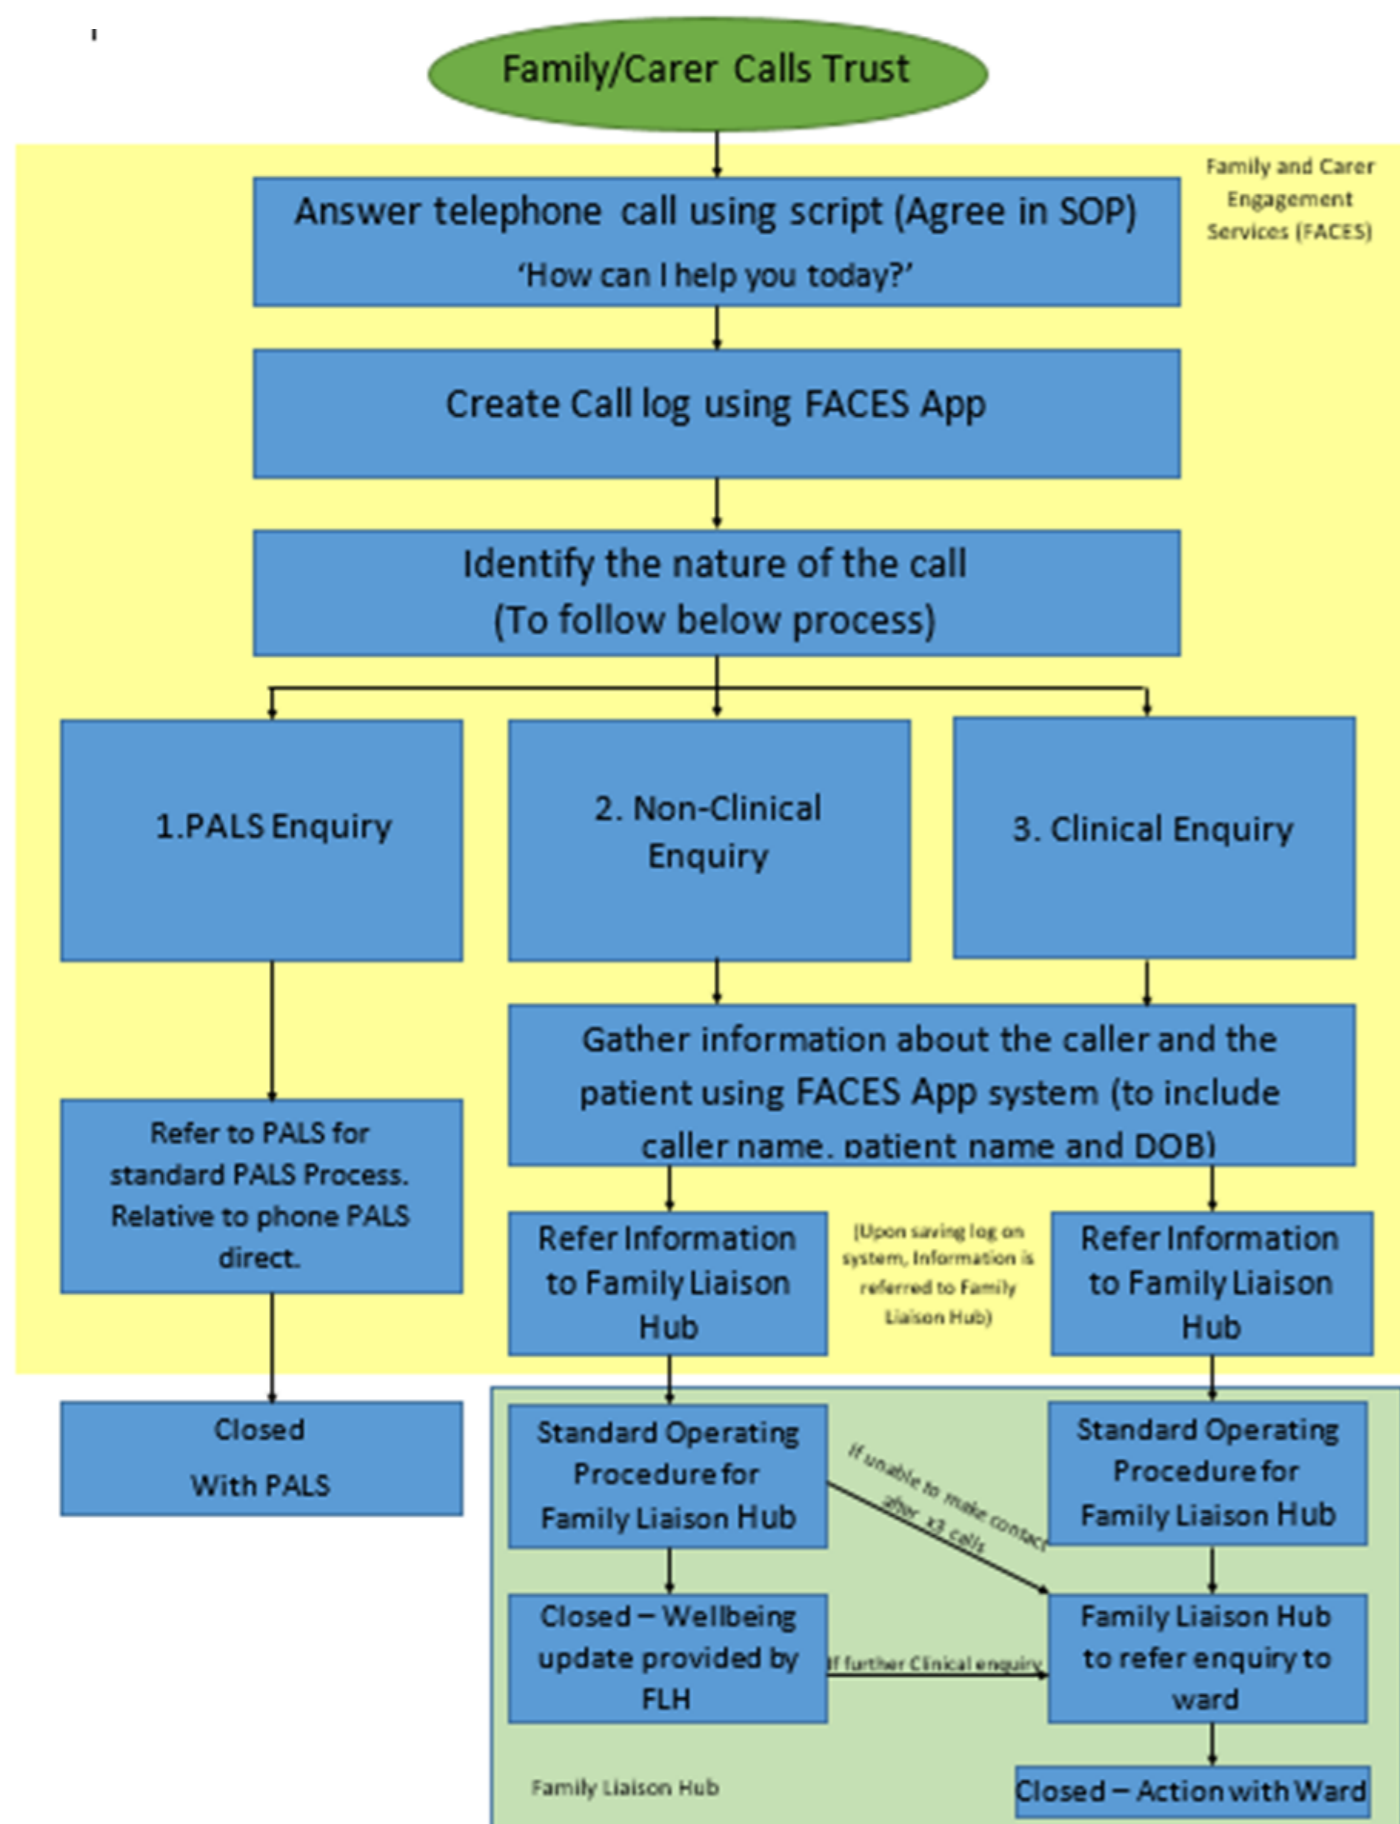 Family/Carer Calls Trust
Family and Carer
Engagement
Services (FACES)
Answer telephone call using script (Agree in SOP)
‘How can I help you today?’
Create Call log using FACES App
Identify the nature of the call
(To follow below process)
1.PALS Enquiry
2. Non-Clinical
Enquiry
3. Clinical Enquiry
Gather information about the caller and the
patient using FACES App system (to include
caller name, patient name and DOB)
Refer to PALS for
standard PALS Process.
Relative to phone PALS
direct.
Refer Information
to Family Liaison
Hub
(Upon saving log on
system, Information is
referred to Family
Liaison Hub)
Refer Information
to Family Liaison
Hub
Closed
With PALS
Standard Operating
Procedure for
Family Liaison Hub
If unable to make contact
after x3 calls
Standard Operating
Procedure for
Family Liaison Hub
Closed – Wellbeing
update provided by
FLH
If further Clinical enquiry
Family Liaison Hub
to refer enquiry to
ward
Family Liaison Hub
Closed – Action with Ward